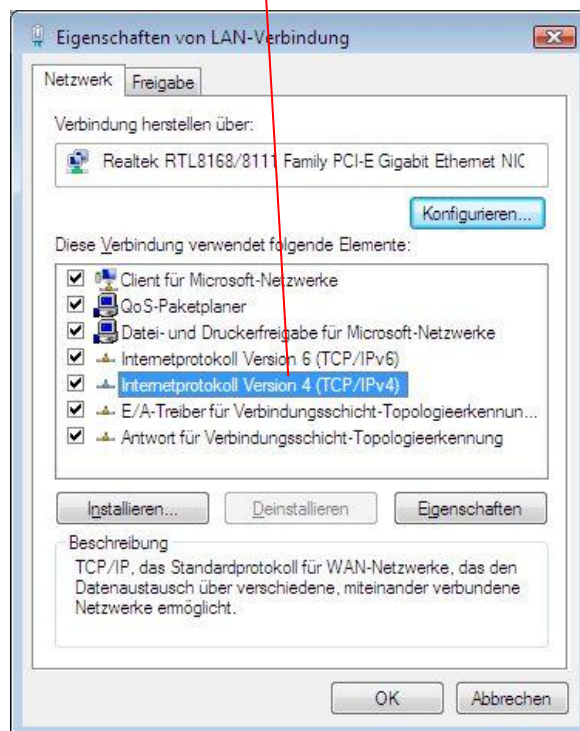 Eigenschaften von LAN-Verbindung
Netzwerk Freigabe
Verbindung herstellen über:
Realtek RTL8168/8111 Family PCI-E Gigabit Ethernet NIC
Konfigurieren...
Diese Verbindung verwendet folgende Elemente:
Client für Microsoft-Netzwerke
QoS-Paketplaner
Datei- und Druckerfreigabe für Microsoft-Netzwerke
Internetprotokoll Version 6 (TCP/IPv6)
Internetprotokoll Version 4 (TCP/IPv4)
E/A-Treiber für Verbindungsschicht-Topologieerkennun...
Antwort für Verbindungsschicht-Topologieerkennung
Installieren... Deinstallieren Eigenschaften
Beschreibung
TCP/IP, das Standardprotokoll für WAN-Netzwerke, das den
Datenaustausch über verschiedene, miteinander verbundene
Netzwerke ermöglicht.
OK Abbrechen